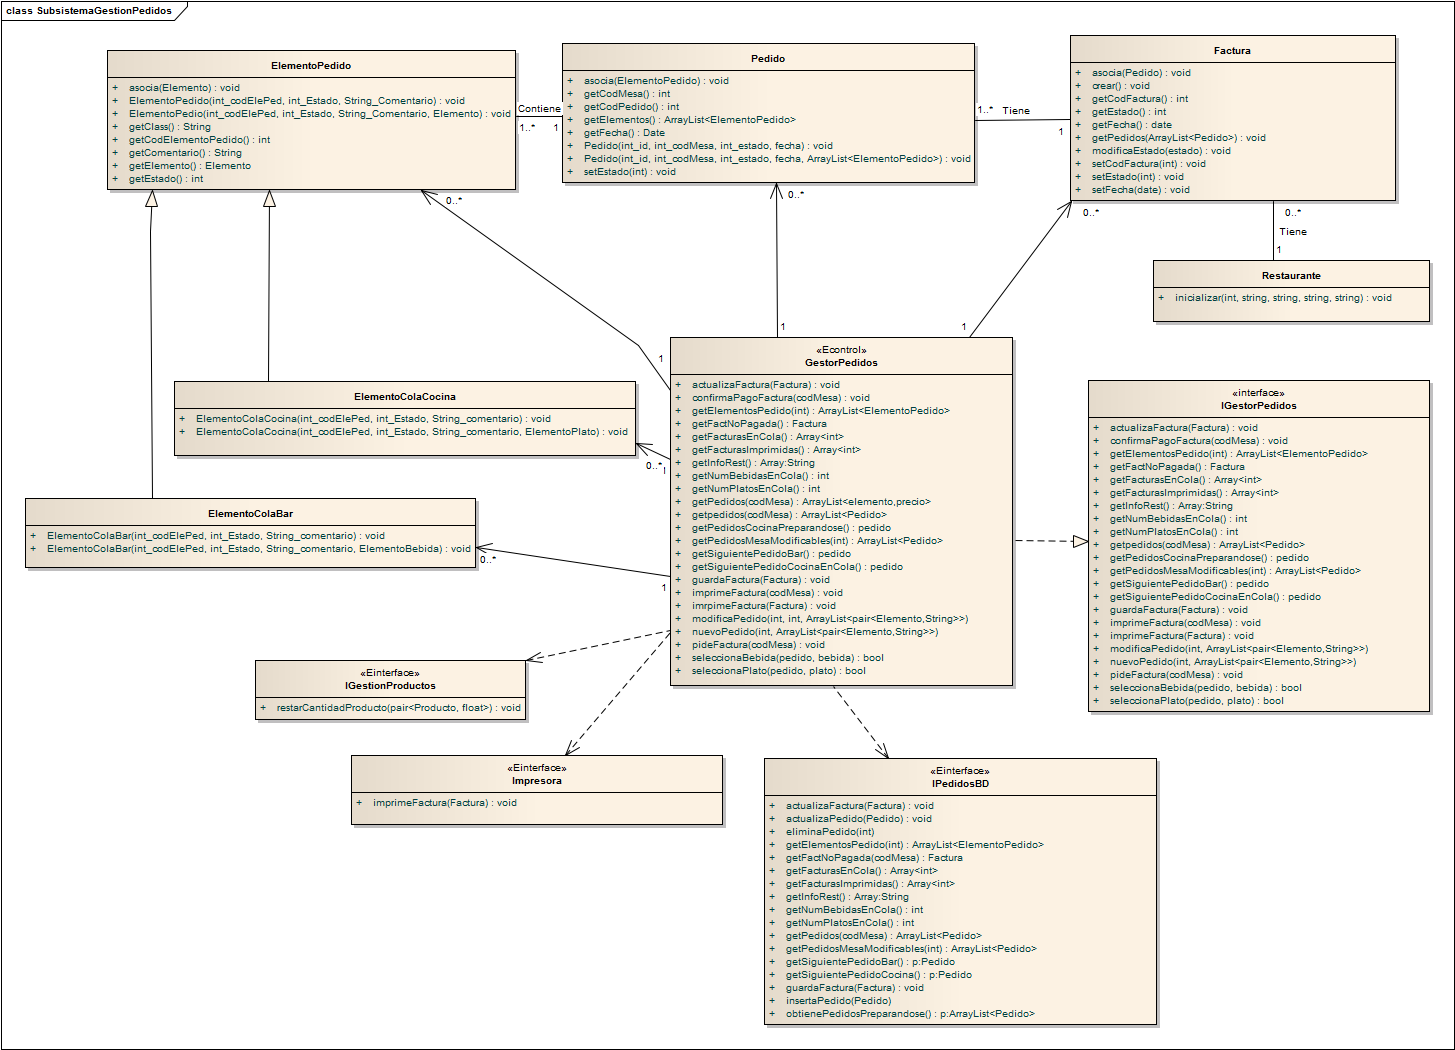 class SubsistemaGestionPedidos
ElementoPedido
+ asocia(Elemento) : void
+ ElementoPedido(int_codElePed, int_Estado, String_Comentario) : void
+ ElementoPedio(int_codElePed, int_Estado, String_Comentario, Elemento) : void
+ getClass() : String
+ getCodElementoPedido() : int
+ getComentario() : String
+ getElemento() : Elemento
+ getEstado() : int
Contiene
1..*
1
Pedido
+ asocia(ElementoPedido) : void
+ getCodMesa() : int
+ getCodPedido() : int
+ getElementos() : ArrayList<ElementoPedido>
+ getFecha() : Date
+ Pedido(int_id, int_codMesa, int_estado, fecha) : void
+ Pedido(int_id, int_codMesa, int_estado, fecha, ArrayList<ElementoPedido>) : void
+ setEstado(int) : void
1..* Tiene
1
Factura
+ asocia(Pedido) : void
+ crear() : void
+ getCodFactura() : int
+ getEstado() : int
+ getFecha() : date
+ getPedidos(ArrayList<Pedido>) : void
+ modificaEstado(estado) : void
+ setCodFactura(int) : void
+ setEstado(int) : void
+ setFecha(date) : void
0..*
0..*
0..*
0..*
Tiene
1
Restaurante
+ inicializar(int, string, string, string, string) : void
1
1
1
«Econtrol»
GestorPedidos
+ actualizaFactura(Factura) : void
+ confirmaPagoFactura(codMesa) : void
+ getElementosPedido(int) : ArrayList<ElementoPedido>
+ getFactNoPagada() : Factura
+ getFacturasEnCola() : Array<int>
+ getFacturasImprimidas() : Array<int>
+ getInfoRest() : Array:String
+ getNumBebidasEnCola() : int
+ getNumPlatosEnCola() : int
+ getPedidos(codMesa) : ArrayList<elemento,precio>
+ getpedidos(codMesa) : ArrayList<Pedido>
+ getPedidosCocinaPreparandose() : pedido
+ getPedidosMesaModificables(int) : ArrayList<Pedido>
+ getSiguientePedidoBar() : pedido
+ getSiguientePedidoCocinaEnCola() : pedido
+ guardaFactura(Factura) : void
+ imprimeFactura(codMesa) : void
+ imrpimeFactura(Factura) : void
+ modificaPedido(int, int, ArrayList<pair<Elemento,String>>)
+ nuevoPedido(int, ArrayList<pair<Elemento,String>>)
+ pideFactura(codMesa) : void
+ seleccionaBebida(pedido, bebida) : bool
+ seleccionaPlato(pedido, plato) : bool
«interface»
IGestorPedidos
+ actualizaFactura(Factura) : void
+ confirmaPagoFactura(codMesa) : void
+ getElementosPedido(int) : ArrayList<ElementoPedido>
+ getFactNoPagada() : Factura
+ getFacturasEnCola() : Array<int>
+ getFacturasImprimidas() : Array<int>
+ getInfoRest() : Array:String
+ getNumBebidasEnCola() : int
+ getNumPlatosEnCola() : int
+ getpedidos(codMesa) : ArrayList<Pedido>
+ getPedidosCocinaPreparandose() : pedido
+ getPedidosMesaModificables(int) : ArrayList<Pedido>
+ getSiguientePedidoBar() : pedido
+ getSiguientePedidoCocinaEnCola() : pedido
+ guardaFactura(Factura) : void
+ imprimeFactura(codMesa) : void
+ imprimeFactura(Factura) : void
+ modificaPedido(int, ArrayList<pair<Elemento,String>>)
+ nuevoPedido(int, ArrayList<pair<Elemento,String>>)
+ pideFactura(codMesa) : void
+ seleccionaBebida(pedido, bebida) : bool
+ seleccionaPlato(pedido, plato) : bool
ElementoColaCocina
+ ElementoColaCocina(int_codElePed, int_Estado, String_comentario) : void
+ ElementoColaCocina(int_codElePed, int_Estado, String_comentario, ElementoPlato) : void
0..*
1
ElementoColaBar
+ ElementoColaBar(int_codElePed, int_Estado, String_comentario) : void
+ ElementoColaBar(int_codElePed, int_Estado, String_comentario, ElementoBebida) : void
0..*
1
«Einterface»
IGestionProductos
+ restarCantidadProducto(pair<Producto, float>) : void
«Einterface»
Impresora
+ imprimeFactura(Factura) : void
«Einterface»
IPedidosBD
+ actualizaFactura(Factura) : void
+ actualizaPedido(Pedido) : void
+ eliminaPedido(int)
+ getElementosPedido(int) : ArrayList<ElementoPedido>
+ getFactNoPagada(codMesa) : Factura
+ getFacturasEnCola() : Array<int>
+ getFacturasImprimidas() : Array<int>
+ getInfoRest() : Array:String
+ getNumBebidasEnCola() : int
+ getNumPlatosEnCola() : int
+ getPedidos(codMesa) : ArrayList<Pedido>
+ getPedidosMesaModificables(int) : ArrayList<Pedido>
+ getSiguientePedidoBar() : p:Pedido
+ getSiguientePedidoCocina() : p:Pedido
+ guardaFactura(Factura) : void
+ insertaPedido(Pedido)
+ obtienePedidosPreparandose() : p:ArrayList<Pedido>